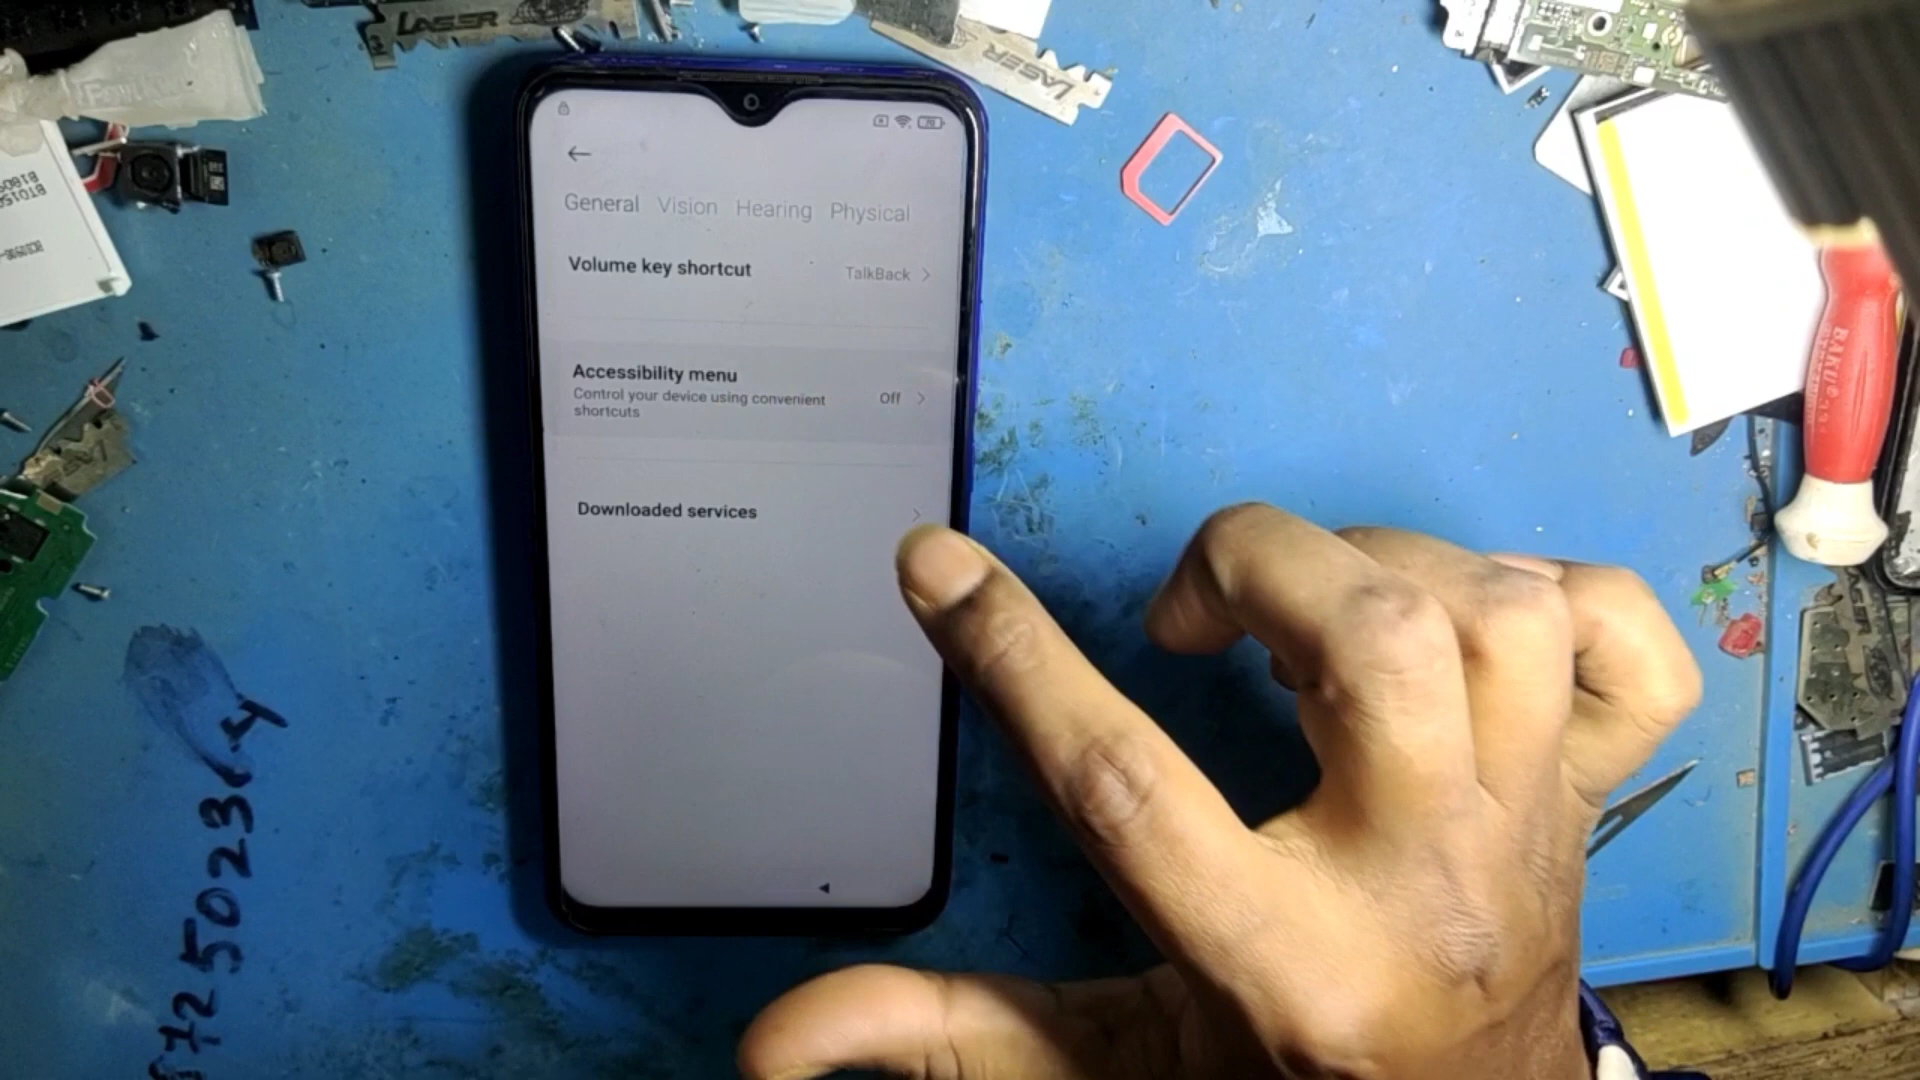 LASER
LASER
General Vision Hearing Physical
Volume key shortcut
TalkBack
Accessibility menu
Control your device using convenient
shortcuts
Off
Downloaded services
BAKU